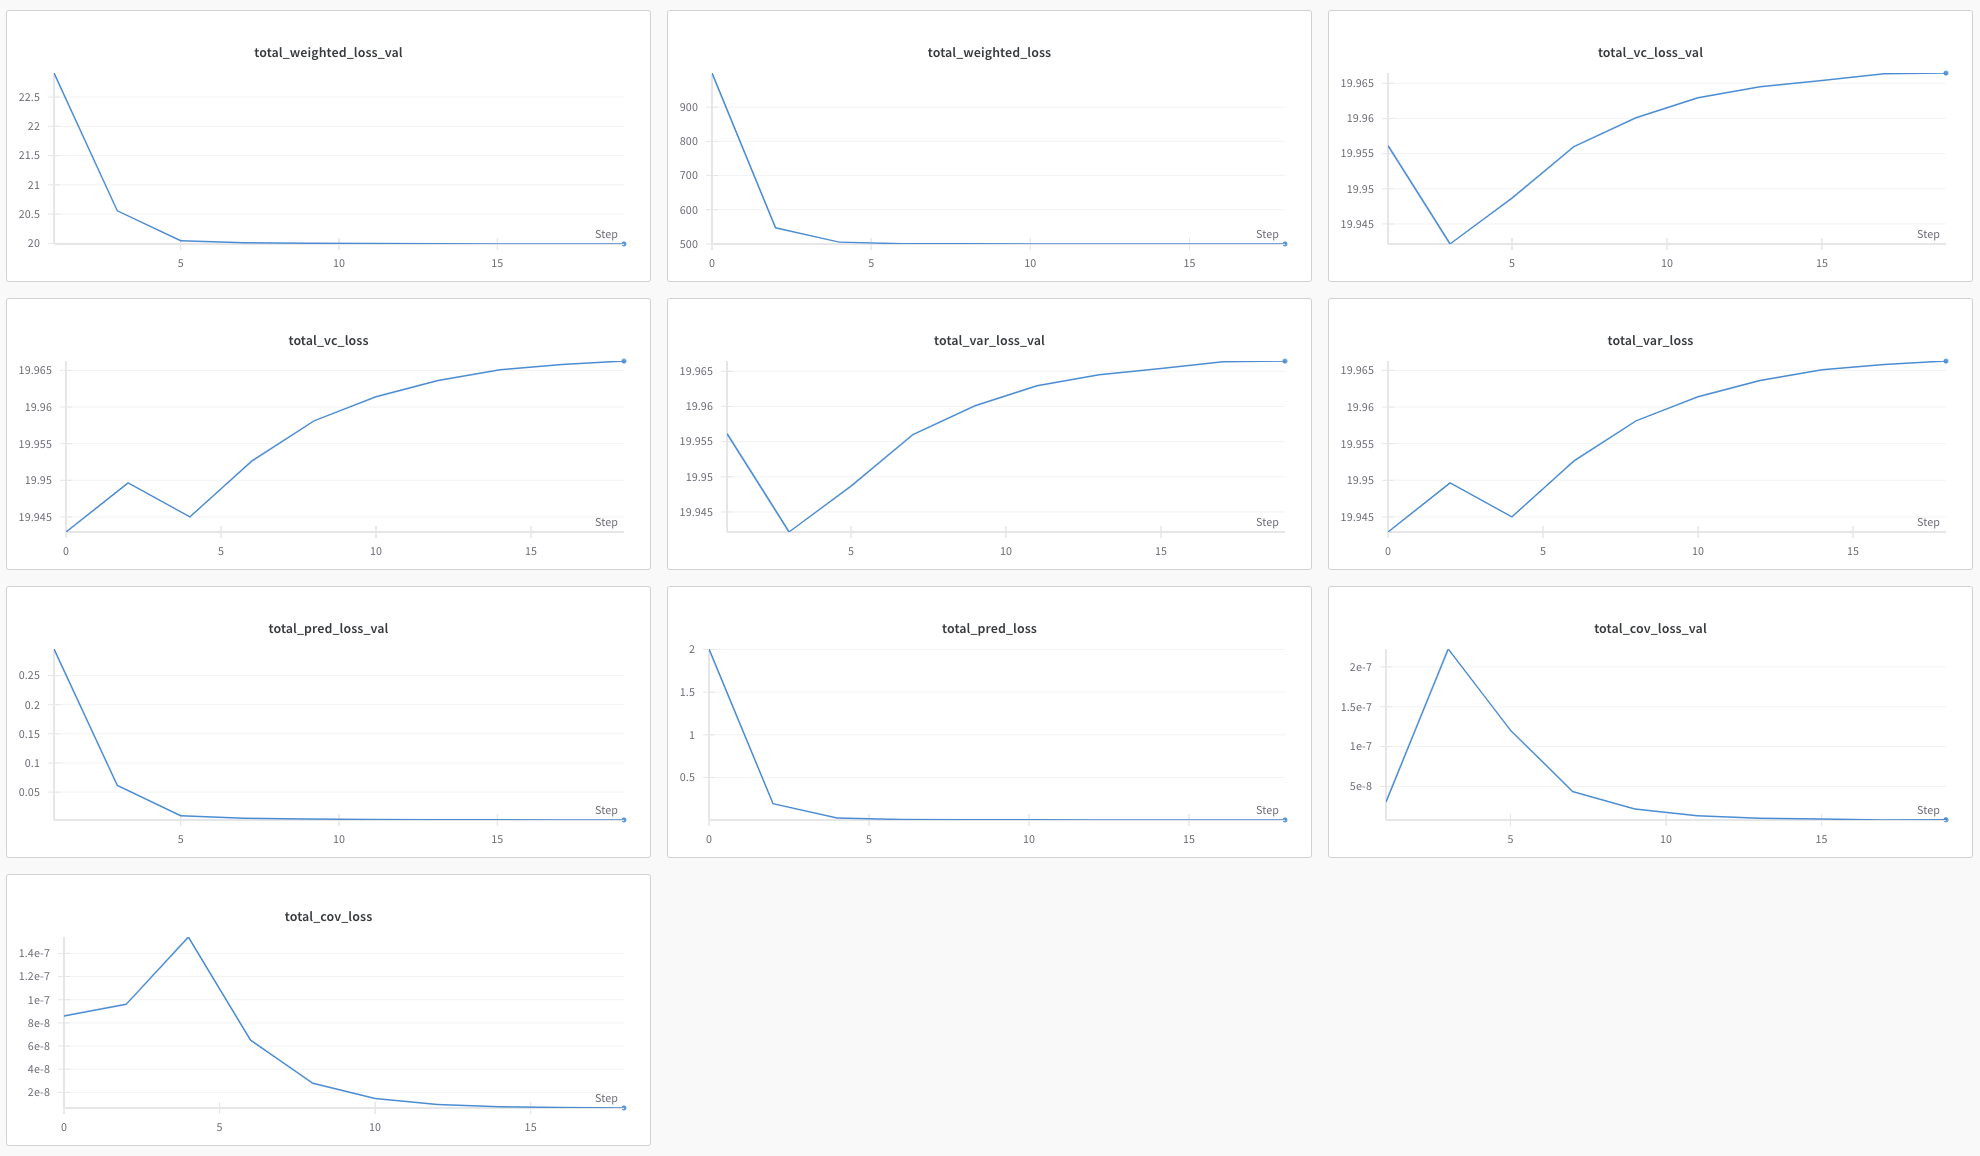 total_weighted_loss_val
22.5
22
21.5
21
20.5
20
Step
5
10
15
total_weighted_loss
900
800
700
600
500
Step
0
5
10
15
total_vc_loss_val
19.965
19.96
19.955
19.95
19.945
Step
5
10
15
total_vc_loss
19.965
19.96
19.955
19.95
19.945
Step
0
5
10
15
total_var_loss_val
19.965
19.96
19.955
19.95
19.945
Step
5
10
15
total_var_loss
19.965
19.96
19.955
19.95
19.945
Step
0
5
10
15
total_pred_loss_val
0.25
0.2
0.15
0.1
0.05
Step
5
10
15
total_pred_loss
2
1.5
1
0.5
Step
0
5
10
15
total_cov_loss_val
2e-7
1.5e-7
1e-7
5e-8
Step
5
10
15
total_cov_loss
1.4e-7
1.2e-7
1e-7
8e-8
6e-8
4e-8
2e-8
Step
0
5
10
15